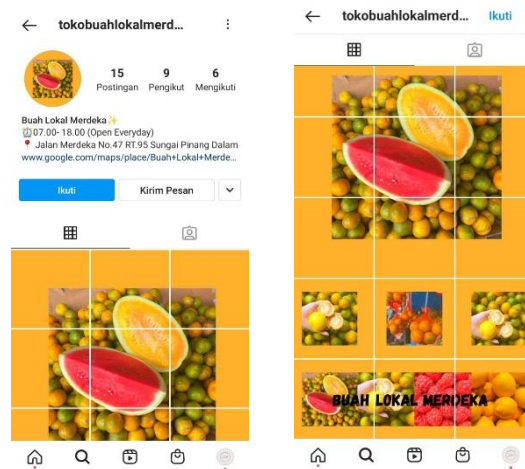 tokobuahlokalmerd...
15 9 6
Postingan Pengikut Mengikuti
Buah Lokal Merdeka✨
⏰07.00- 18.00 (Open Everyday)
📍 Jalan Merdeka No.47 RT.95 Sungai Pinang Dalam
www.google.com/maps/place/Buah+Lokal+Merde...
Ikuti Kirim Pesan
tokobuahlokalmerd... Ikuti
BUAH LOKAL MERDEKA